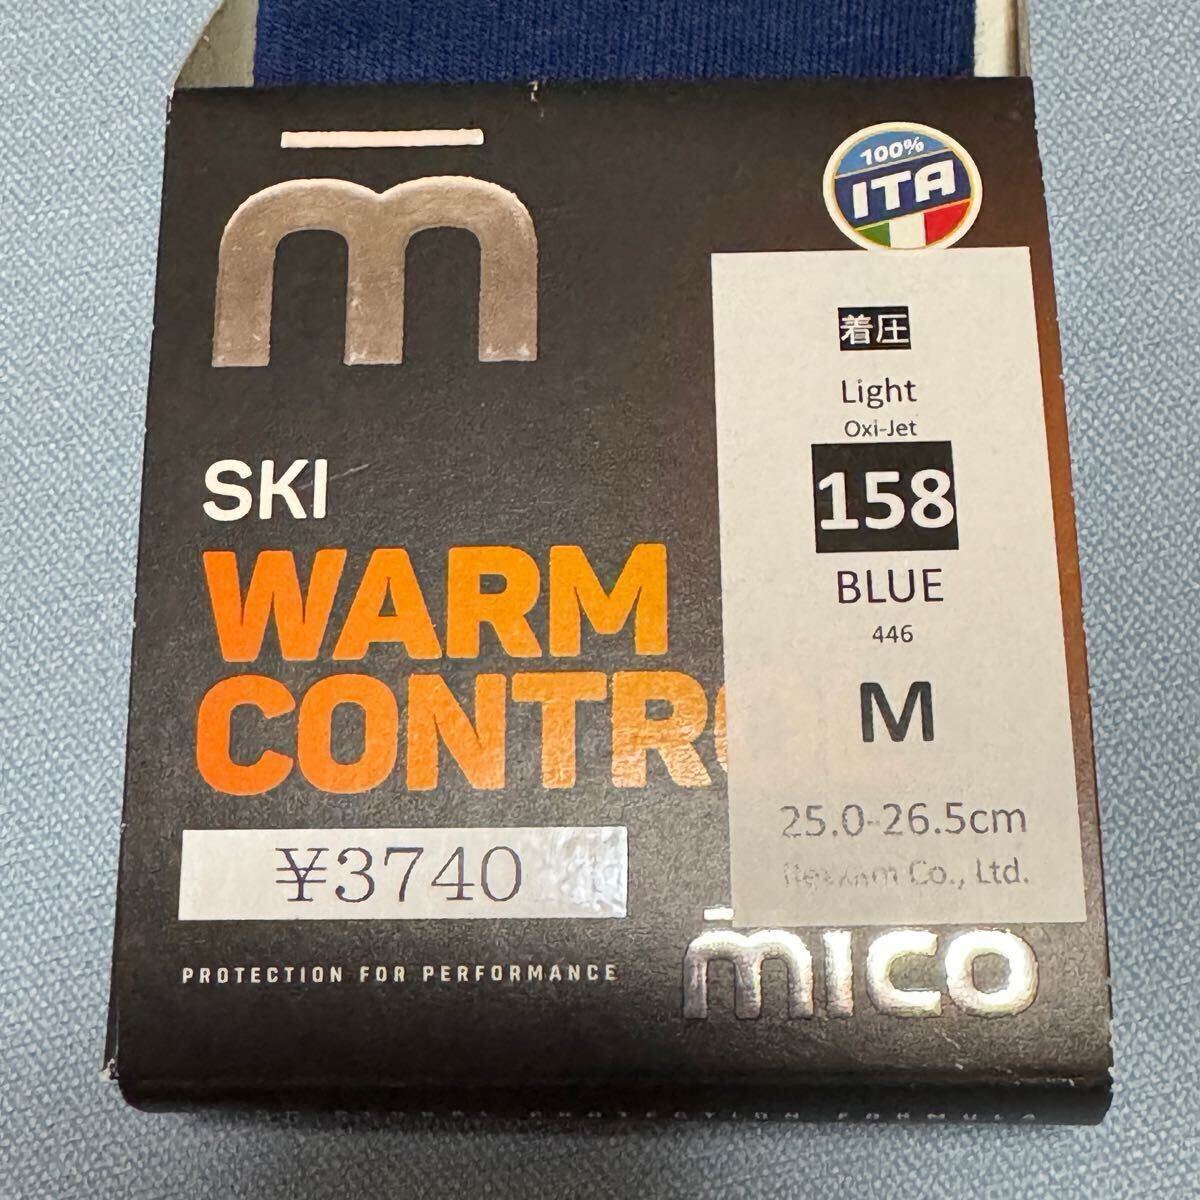 m
100%
ITA
着圧
Light
Oxi-Jet
158
BLUE
446
M
25.0-26.5cm
Co., Ltd.
SKI
WARM
CONTR
¥3740
PROTECTION FOR PERFORMANCE
mico